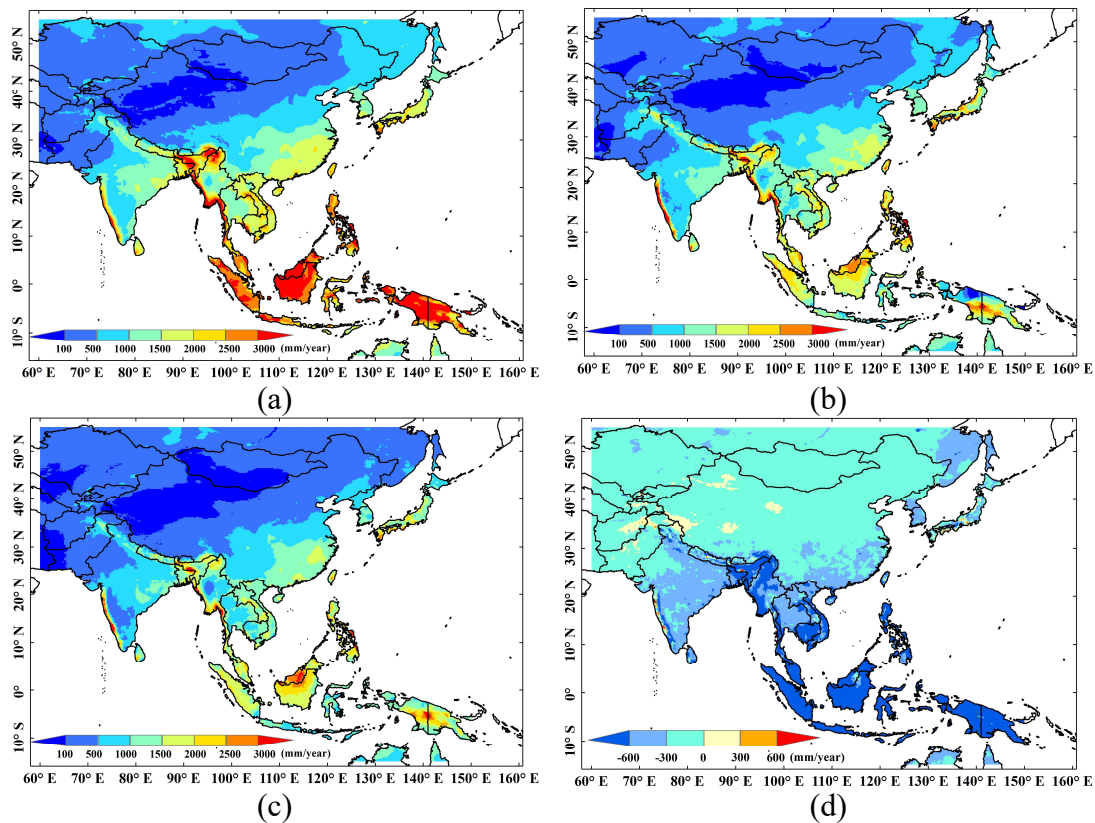 50° N
40° N
30° N
20° N
10° N
0°
10° S
100 500 1000 1500 2000 2500 3000 (mm/year)
60° E 70° E 80° E 90° E 100° E 110° E 120° E 130° E 140° E 150° E 160° E
(a)
50° N
40° N
30° N
20° N
10° N
0°
10° S
100 500 1000 1500 2000 2500 3000 (mm/year)
60° E 70° E 80° E 90° E 100° E 110° E 120° E 130° E 140° E 150° E 160° E
(b)
50° N
40° N
30° N
20° N
10° N
0°
10° S
100 500 1000 1500 2000 2500 3000 (mm/year)
60° E 70° E 80° E 90° E 100° E 110° E 120° E 130° E 140° E 150° E 160° E
(c)
50° N
40° N
30° N
20° N
10° N
0°
10° S
-600 -300 0 300 600 (mm/year)
60° E 70° E 80° E 90° E 100° E 110° E 120° E 130° E 140° E 150° E 160° E
(d)